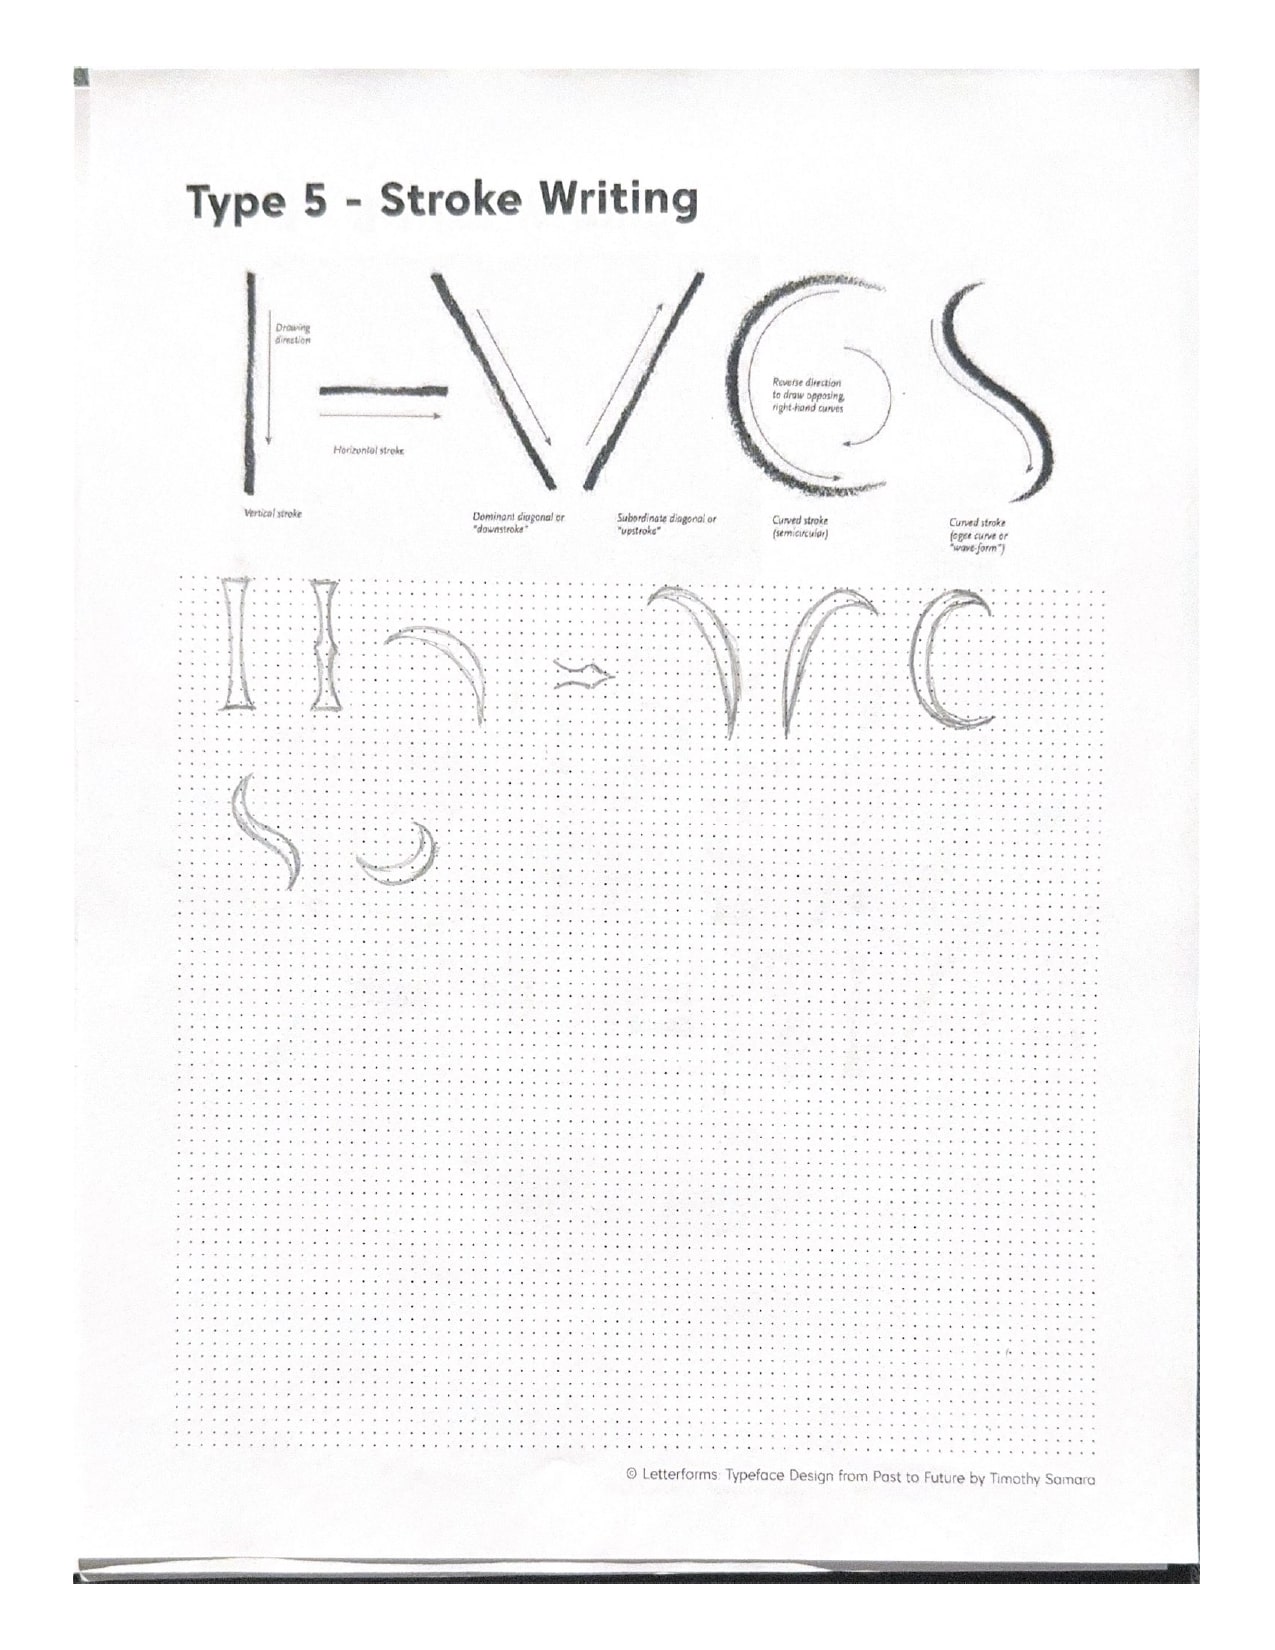 Type 5 - Stroke Writing
Drawing
direction
Reverse direction
to draw opposing,
right-hand curves
Horizontal stroke
Vertical stroke
Dominant diagonal or
"downstroke"
Subordinate diagonal or
"upstroke"
Curved stroke
(semicircular)
Curved stroke
(ogee curve or
"wave-form")
© Letterforms: Typeface Design from Past to Future by Timothy Samara